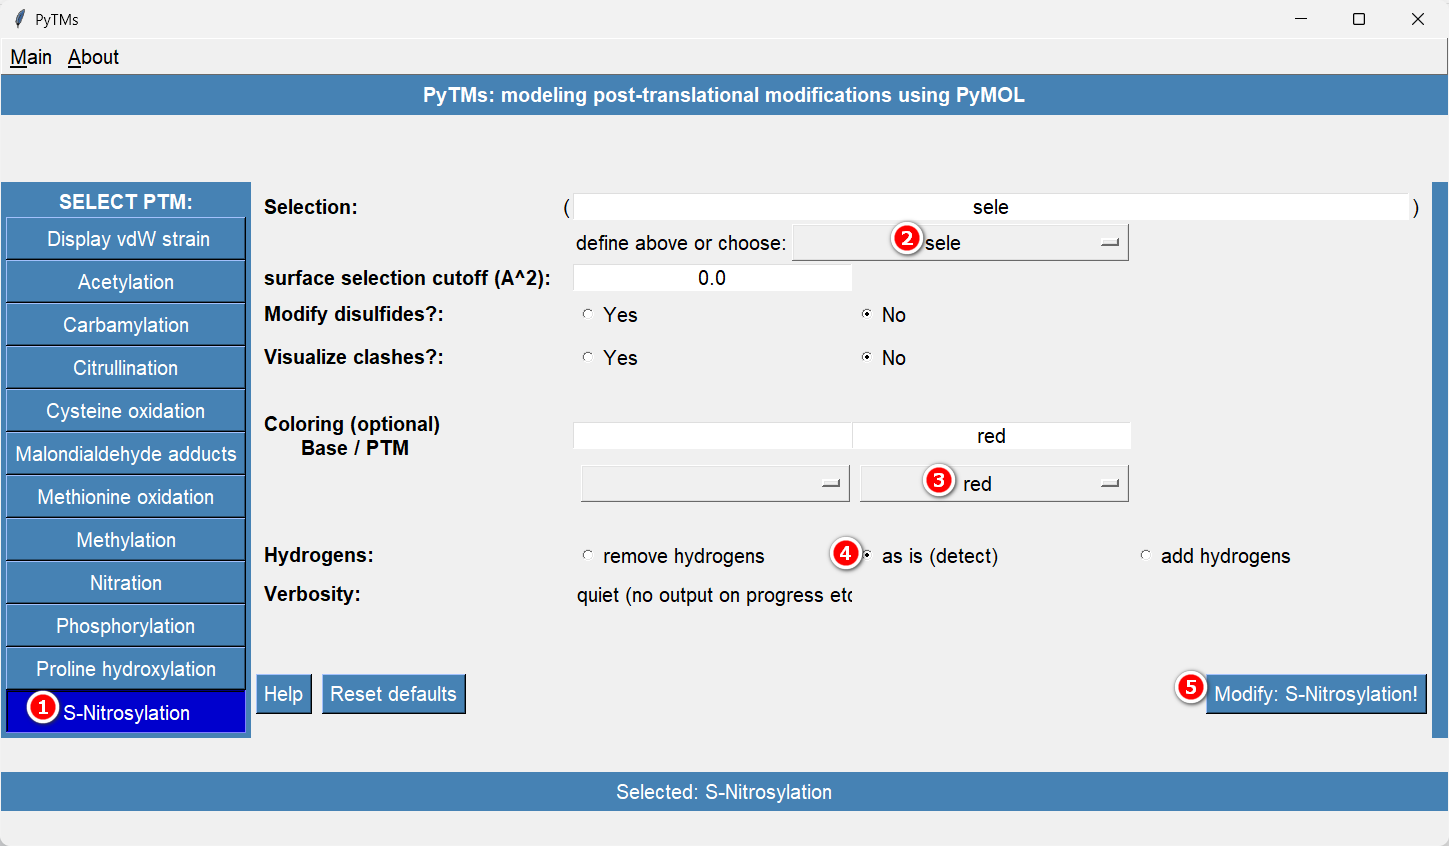 PyTMs
Main About
PyTMs: modeling post-translational modifications using PyMOL
SELECT PTM:
Display vdW strain
Acetylation
Carbamylation
Citrullination
Cysteine oxidation
Malondialdehyde adducts
Methionine oxidation
Methylation
Nitration
Phosphorylation
Proline hydroxylation
1 S-Nitrosylation
Selection: ( sele )
define above or choose: 2 sele
surface selection cutoff (A^2): 0.0
Modify disulfides?: Yes No
Visualize clashes?: Yes No
Coloring (optional)
Base / PTM
red
3 red
Hydrogens: remove hydrogens 4 as is (detect) add hydrogens
Verbosity: quiet (no output on progress etc
Help Reset defaults 5 Modify: S-Nitrosylation!
Selected: S-Nitrosylation